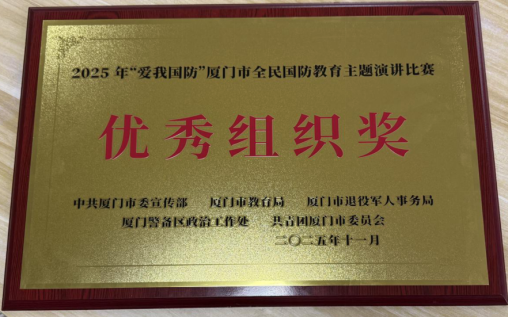 2025年“爱我国防”厦门市全民国防教育主题演讲比赛
优秀组织奖
中共厦门市委宣传部 厦门市教育局 厦门市退役军人事务局
厦门警备区政治工作处 共青团厦门市委员会
二〇二五年十一月